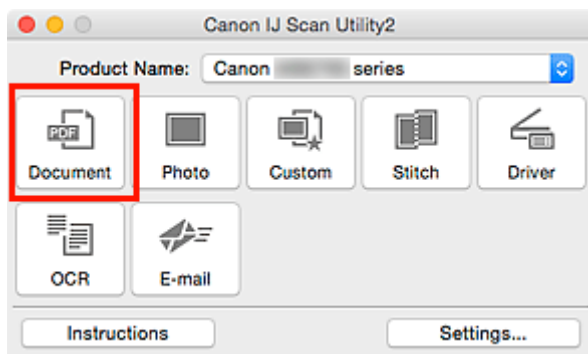 Canon IJ Scan Utility2
Product Name: Canon series
PDF
Document Photo Custom Stitch Driver
OCR E-mail
Instructions Settings...